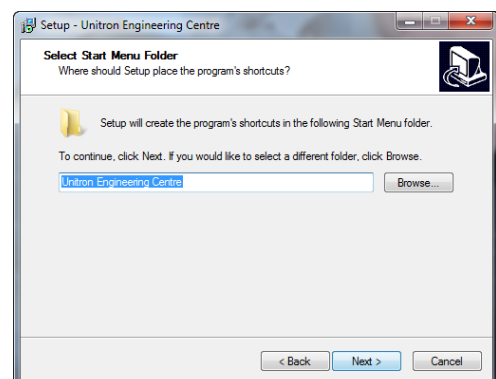 Setup - Unitron Engineering Centre
Select Start Menu Folder
Where should Setup place the program's shortcuts?
Setup will create the program's shortcuts in the following Start Menu folder.
To continue, click Next. If you would like to select a different folder, click Browse.
Unitron Engineering Centre
Browse...
< Back
Next >
Cancel